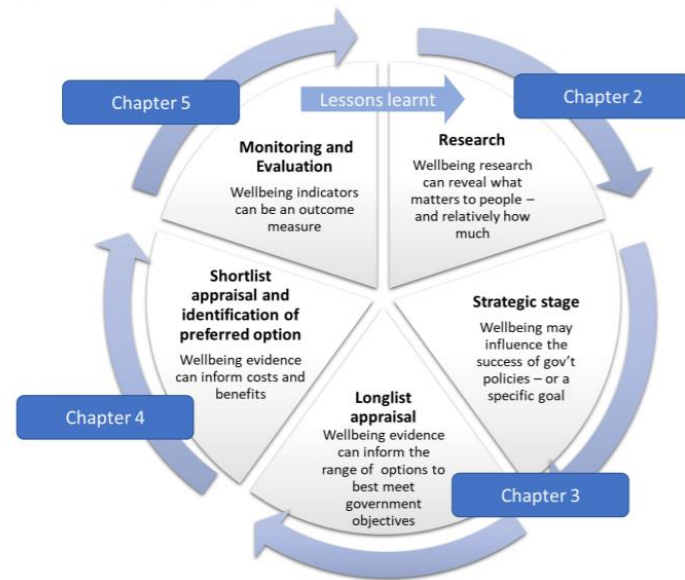 Chapter 5
Lessons learnt
Chapter 2
Monitoring and
Evaluation
Wellbeing indicators
can be an outcome
measure
Research
Wellbeing research
can reveal what
matters to people –
and relatively how
much
Shortlist
appraisal and
identification of
preferred option
Wellbeing evidence
can inform costs and
benefits
Strategic stage
Wellbeing may
influence the
success of gov’t
policies – or a
specific goal
Longlist
appraisal
Wellbeing evidence
can inform the
range of options to
best meet
government
objectives
Chapter 4
Chapter 3